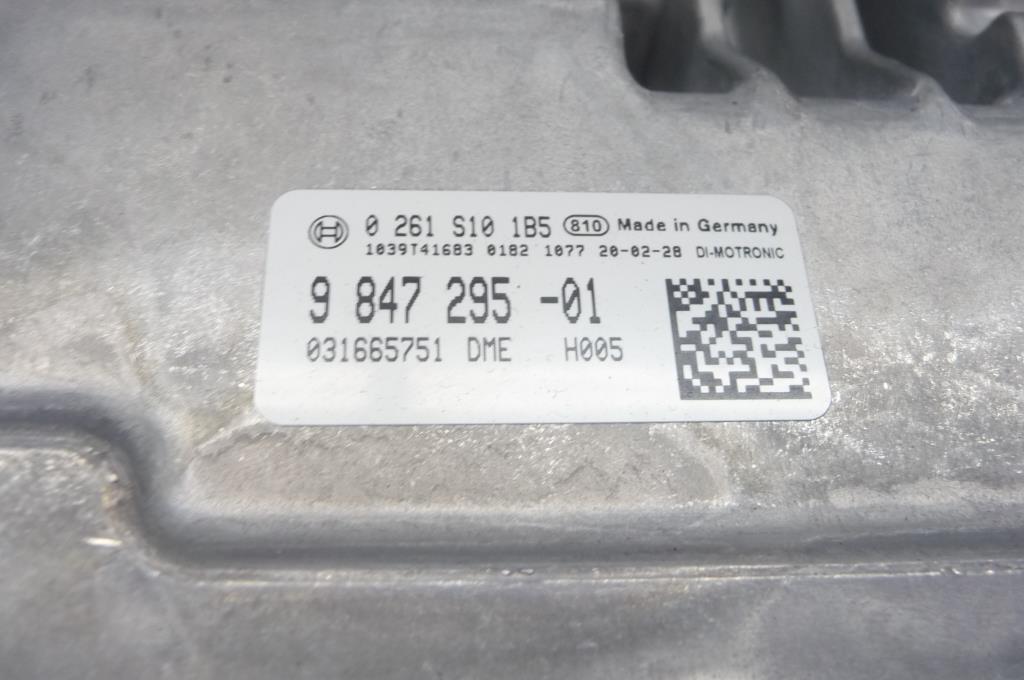 0 261 S10 1B5 810 Made in Germany
1039T41683 0182 1077 20-02-28 DI-MOTRONIC
9 847 295 -01
031665751 DME H005